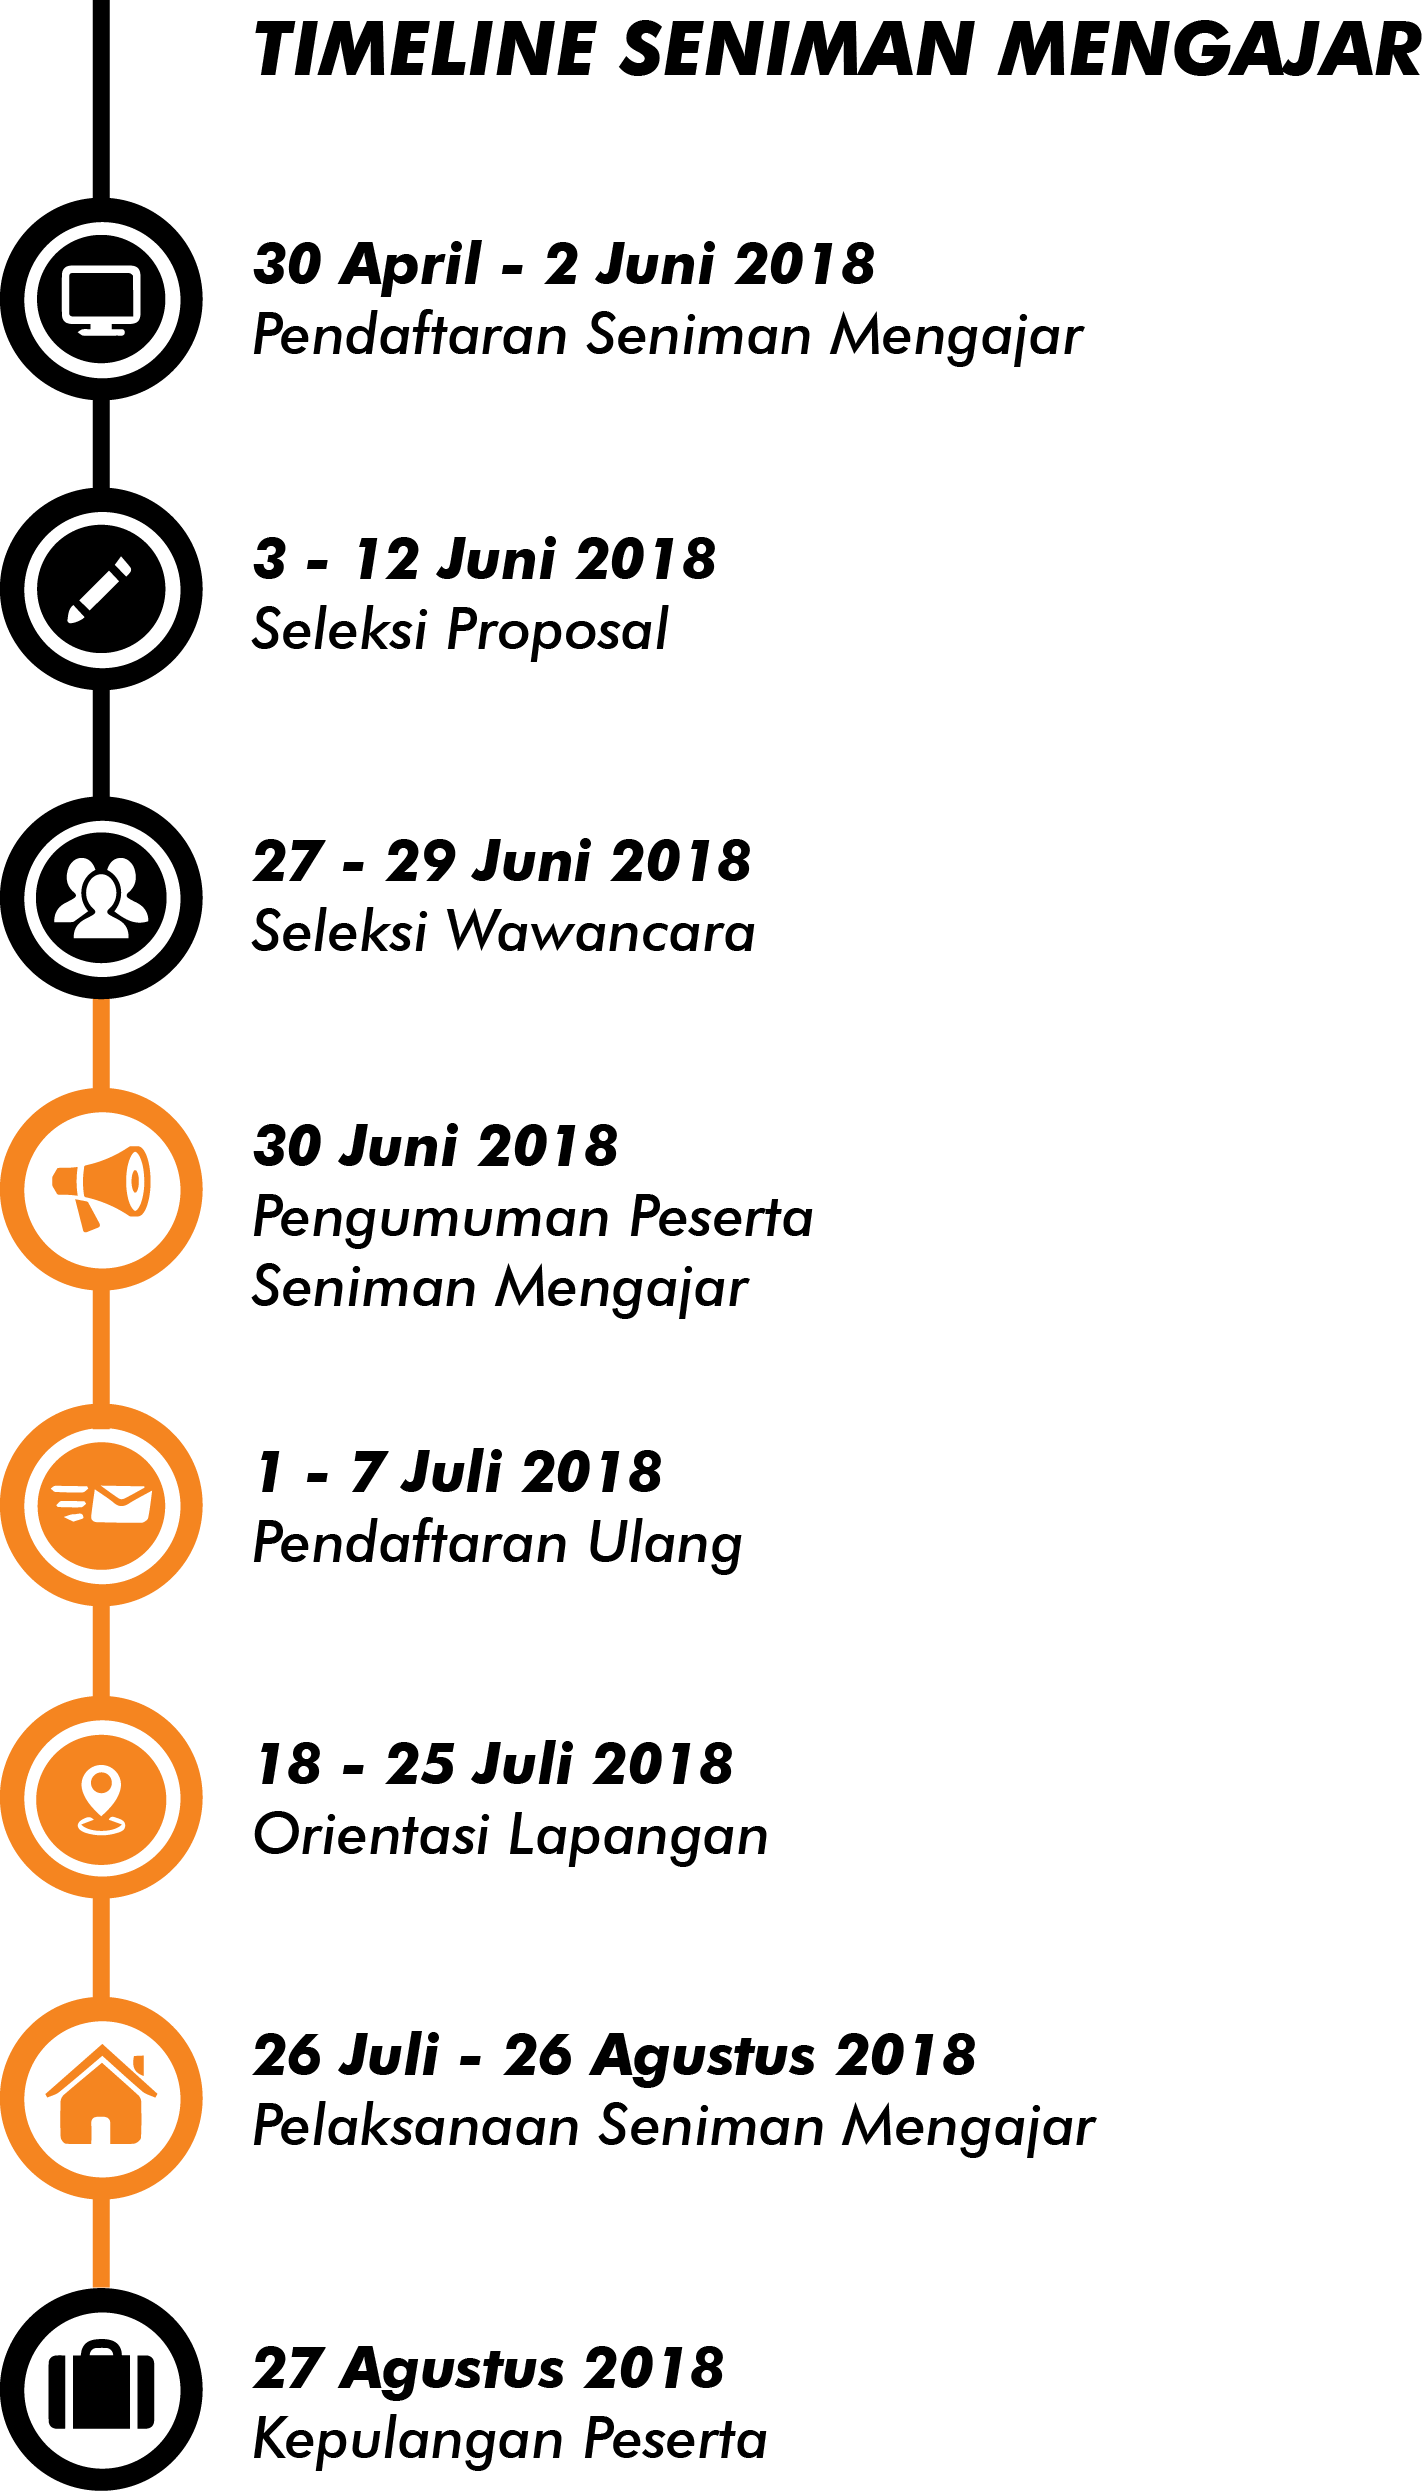 TIMELINE SENIMAN MENGAJAR
30 April - 2 Juni 2018
Pendaftaran Seniman Mengajar
3 - 12 Juni 2018
Seleksi Proposal
27 - 29 Juni 2018
Seleksi Wawancara
30 Juni 2018
Pengumuman Peserta
Seniman Mengajar
1 - 7 Juli 2018
Pendaftaran Ulang
18 - 25 Juli 2018
Orientasi Lapangan
26 Juli - 26 Agustus 2018
Pelaksanaan Seniman Mengajar
27 Agustus 2018
Kepulangan Peserta